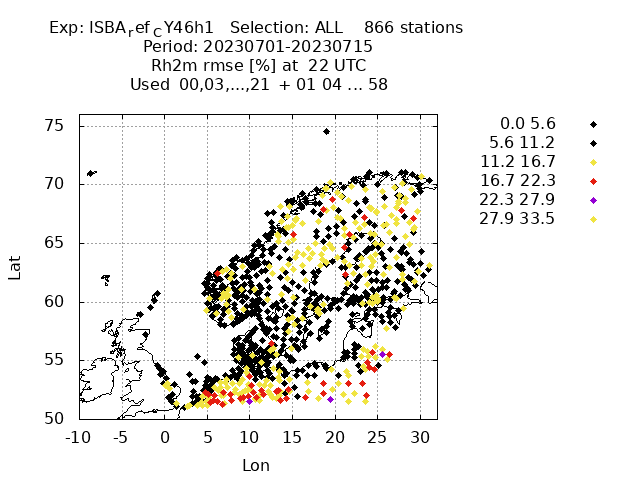 Exp: ISBArefCY46h1 Selection: ALL 866 stations
Period: 20230701-20230715
Rh2m rmse [%] at 22 UTC
Used 00,03,...,21 + 01 04 ... 58
75
70
65
60
55
50
Lat
-10 -5 0 5 10 15 20 25 30
Lon
0.0 5.6
5.6 11.2
11.2 16.7
16.7 22.3
22.3 27.9
27.9 33.5